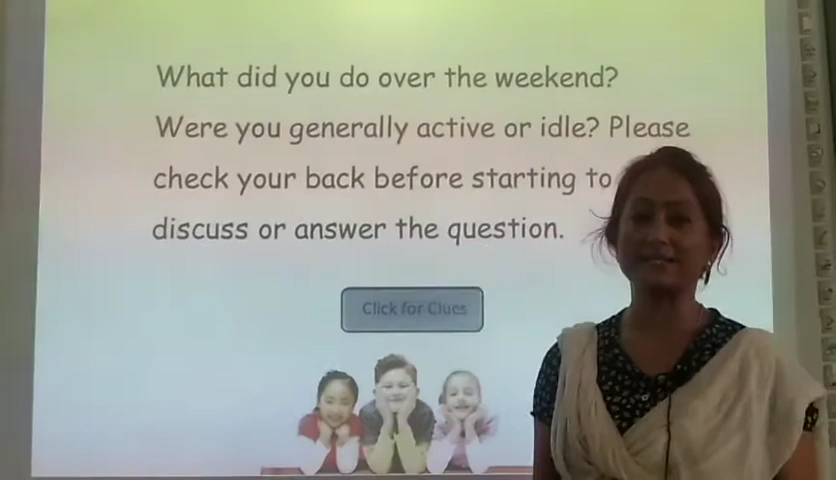 What did you do over the weekend?
Were you generally active or idle? Please
check your back before starting to
discuss or answer the question.
Click for Clues